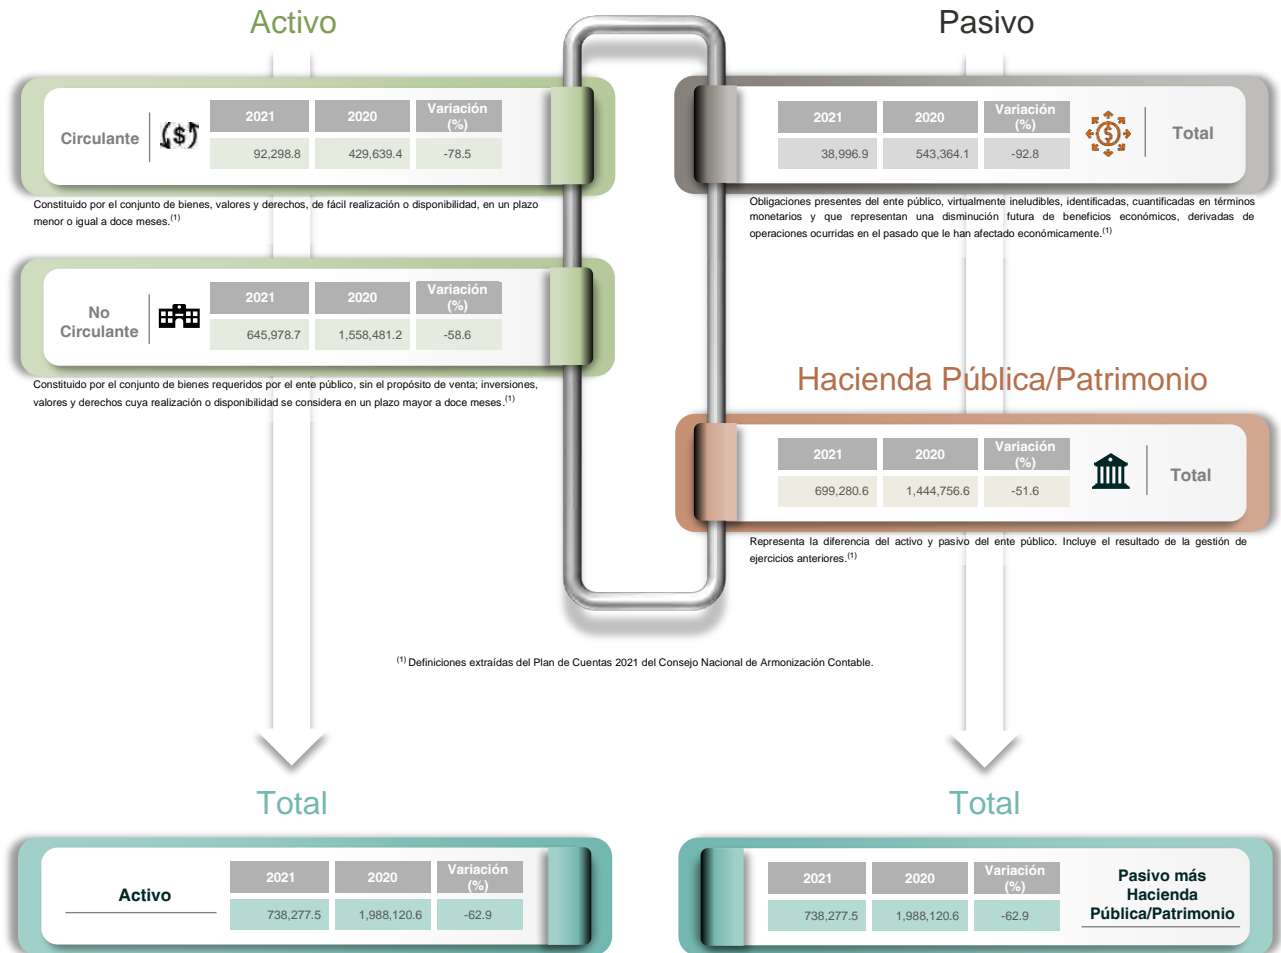 Activo
Circulante
2021 2020 Variación (%)
92,298.8 429,639.4 -78.5
Constituido por el conjunto de bienes, valores y derechos, de fácil realización o disponibilidad, en un plazo
menor o igual a doce meses.(1)
No
Circulante
2021 2020 Variación (%)
645,978.7 1,558,481.2 -58.6
Constituido por el conjunto de bienes requeridos por el ente público, sin el propósito de venta; inversiones,
valores y derechos cuya realización o disponibilidad se considera en un plazo mayor a doce meses.(1)
Pasivo
2021 2020 Variación (%)
38,996.9 543,364.1 -92.8
Total
Obligaciones presentes del ente público, virtualmente ineludibles, identificadas, cuantificadas en términos
monetarios y que representan una disminución futura de beneficios económicos, derivadas de
operaciones ocurridas en el pasado que le han afectado económicamente.(1)
Hacienda Pública/Patrimonio
2021 2020 Variación (%)
699,280.6 1,444,756.6 -51.6
Total
Representa la diferencia del activo y pasivo del ente público. Incluye el resultado de la gestión de
ejercicios anteriores.(1)
(1) Definiciones extraídas del Plan de Cuentas 2021 del Consejo Nacional de Armonización Contable.
Total
Activo
2021 2020 Variación (%)
738,277.5 1,988,120.6 -62.9
Total
2021 2020 Variación (%)
738,277.5 1,988,120.6 -62.9
Pasivo más
Hacienda
Pública/Patrimonio